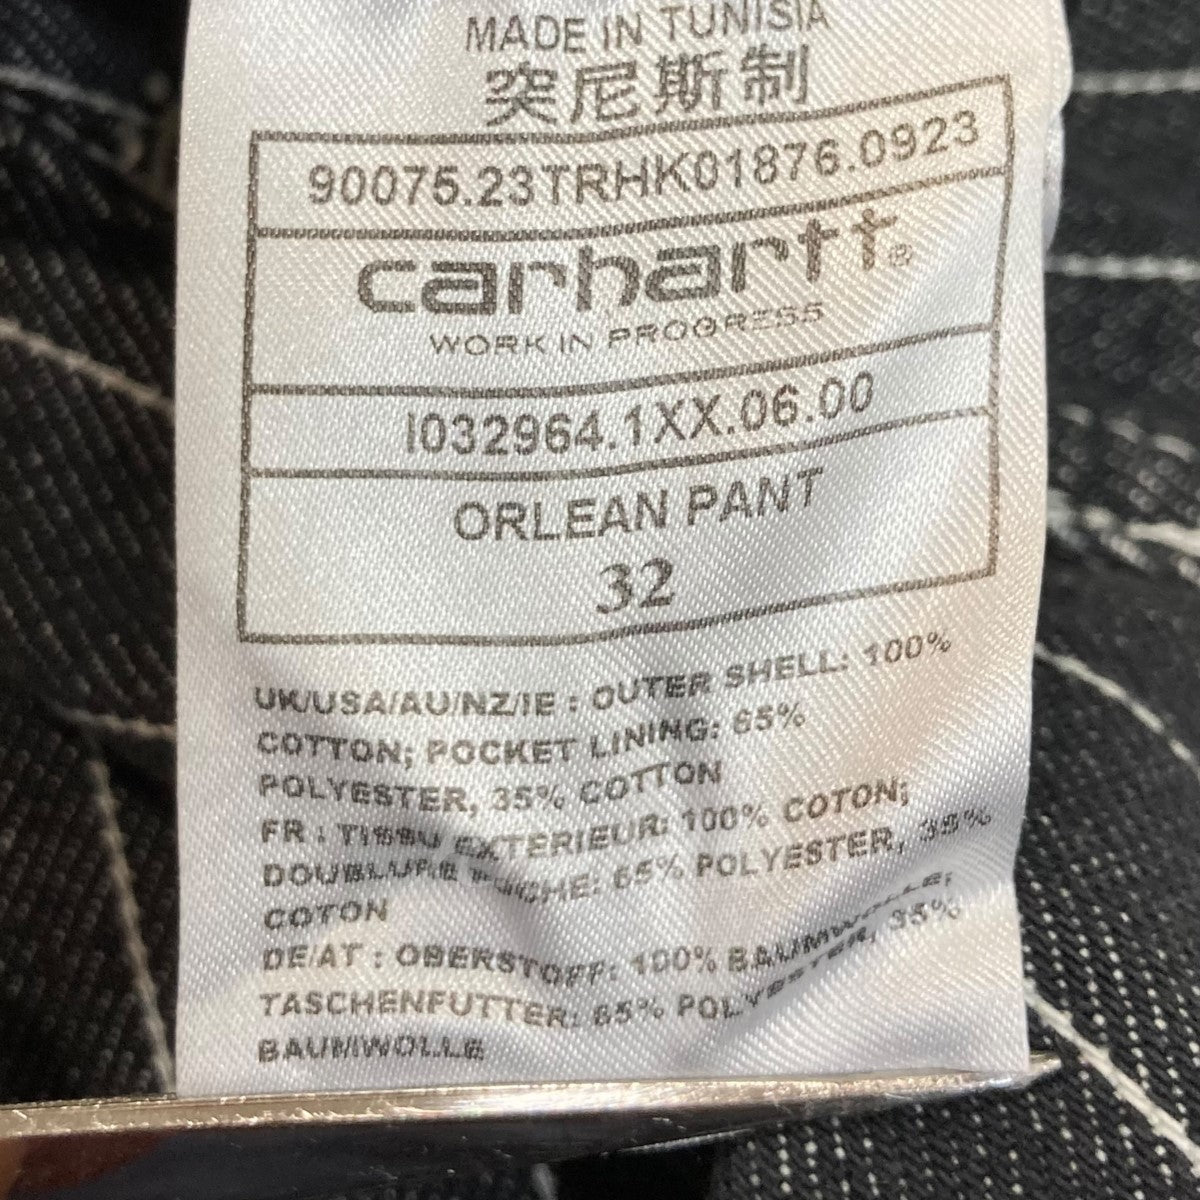 MADE IN TUNISIA
突尼斯制
90075.23TRHK01876.0923
carhartt®
WORK IN PROGRESS
I032964.1XX.06.00
ORLEAN PANT
32
UK/USA/AU/NZ/IE : OUTER SHELL: 100%
COTTON; POCKET LINING: 65%
POLYESTER, 35% COTTON
FR : TISSU EXTERIEUR: 100% COTON;
DOUBLURE POCHE: 65% POLYESTER, 35%
COTON
DE/AT : OBERSTOFF: 100% BAUMWOLLE;
TASCHENFUTTER: 65% POLYESTER, 35%
BAUMWOLLE